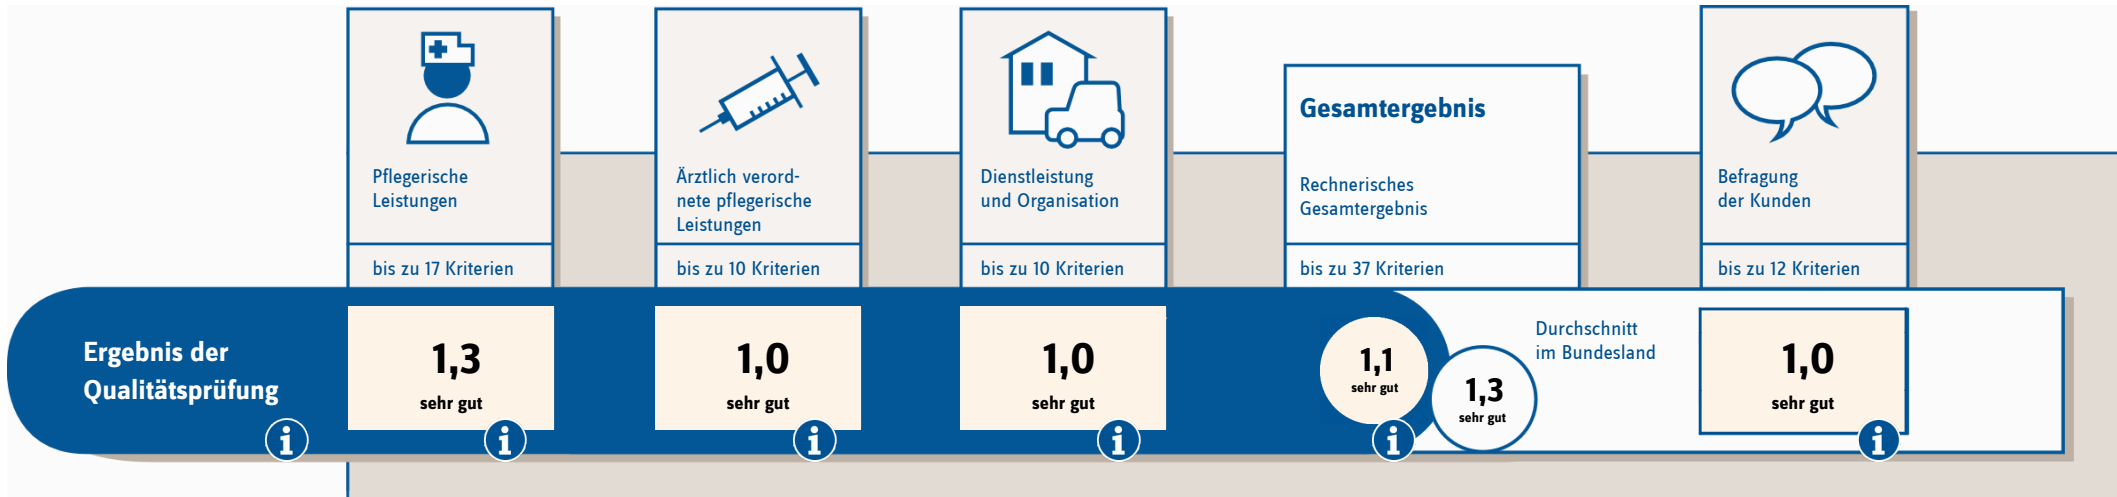 Pflegerische
Leistungen
bis zu 17 Kriterien
Ärztlich verord-
nete pflegerische
Leistungen
bis zu 10 Kriterien
Dienstleistung
und Organisation
bis zu 10 Kriterien
Gesamtergebnis
Rechnerisches
Gesamtergebnis
bis zu 37 Kriterien
Befragung
der Kunden
bis zu 12 Kriterien
Ergebnis der
Qualitätsprüfung
i
1,3
sehr gut
i
1,0
sehr gut
i
1,0
sehr gut
i
1,1
sehr gut
i
1,3
sehr gut
Durchschnitt
im Bundesland
1,0
sehr gut
i